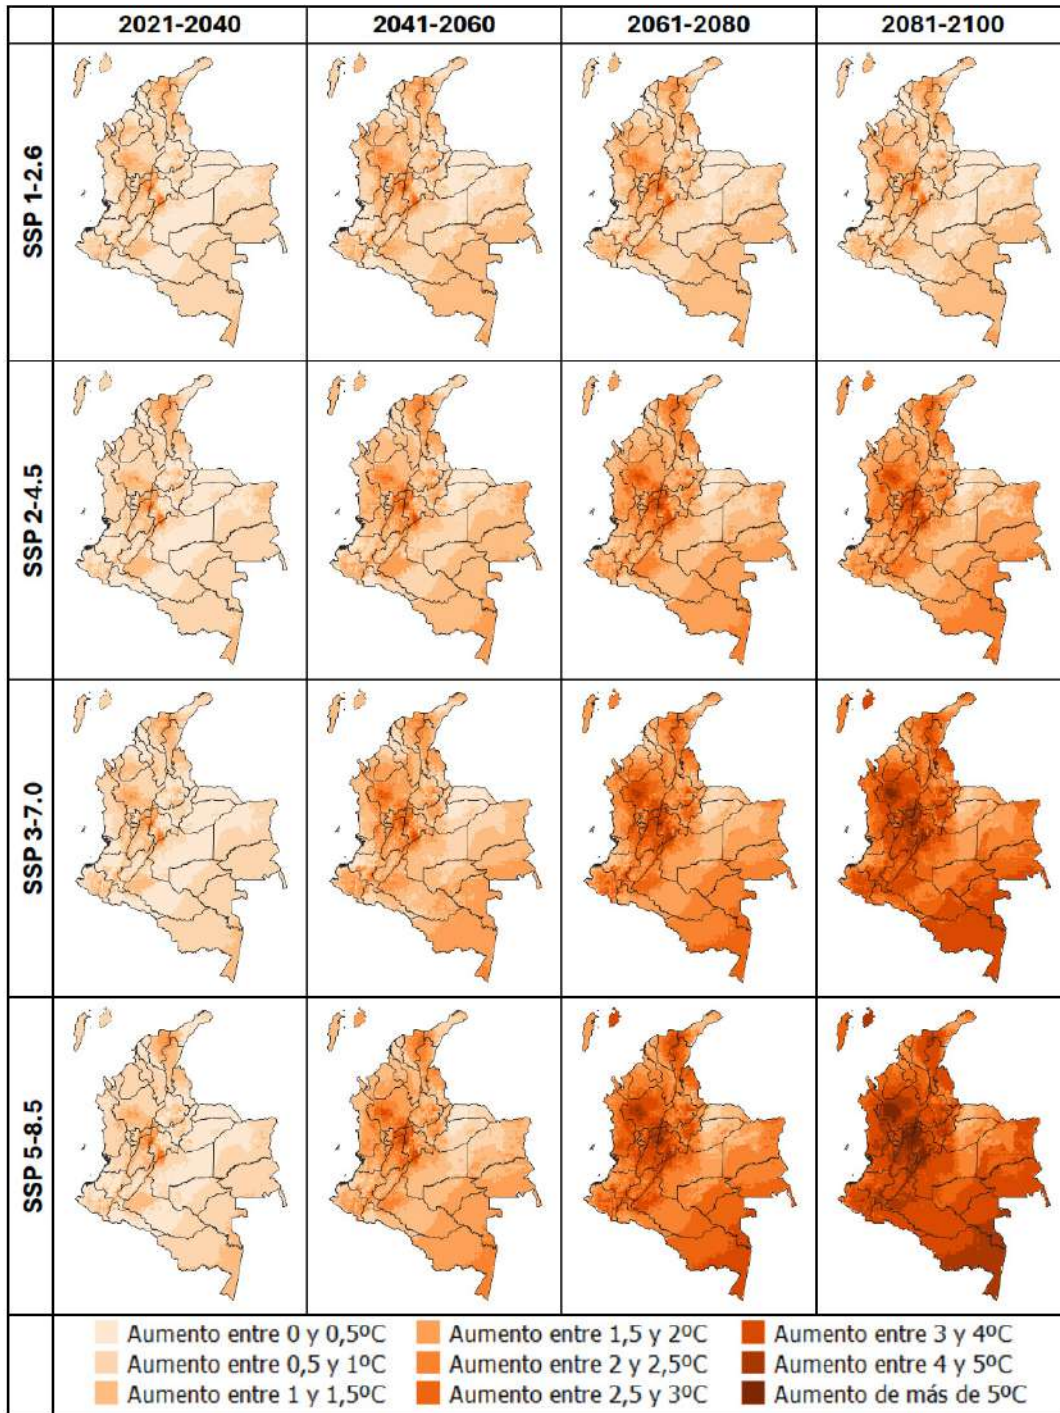 2021-2040 2041-2060 2061-2080 2081-2100
SSP 1-2.6
SSP 2-4.5
SSP 3-7.0
SSP 5-8.5
Aumento entre 0 y 0,5ºC Aumento entre 1,5 y 2ºC Aumento entre 3 y 4ºC
Aumento entre 0,5 y 1ºC Aumento entre 2 y 2,5ºC Aumento entre 4 y 5ºC
Aumento entre 1 y 1,5ºC Aumento entre 2,5 y 3ºC Aumento de más de 5ºC